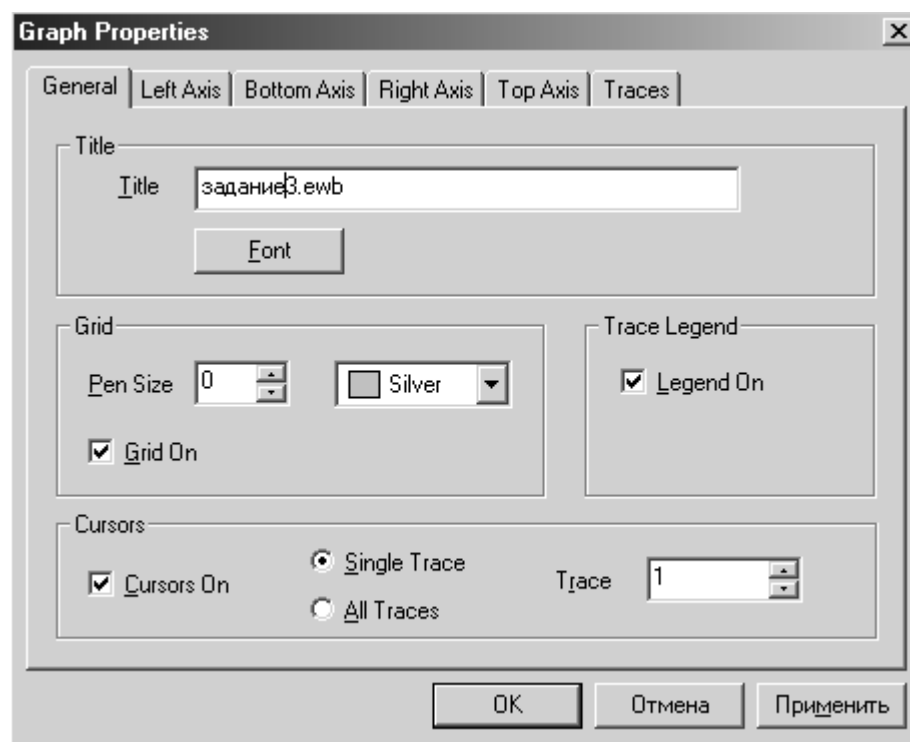 Graph Properties
General Left Axis Bottom Axis Right Axis Top Axis Traces
Title
Title задание3.ewb
Font
Grid
Pen Size 0 Silver
Grid On
Trace Legend
Legend On
Cursors
Cursors On
Single Trace
All Traces
Trace 1
OK Отмена Применить